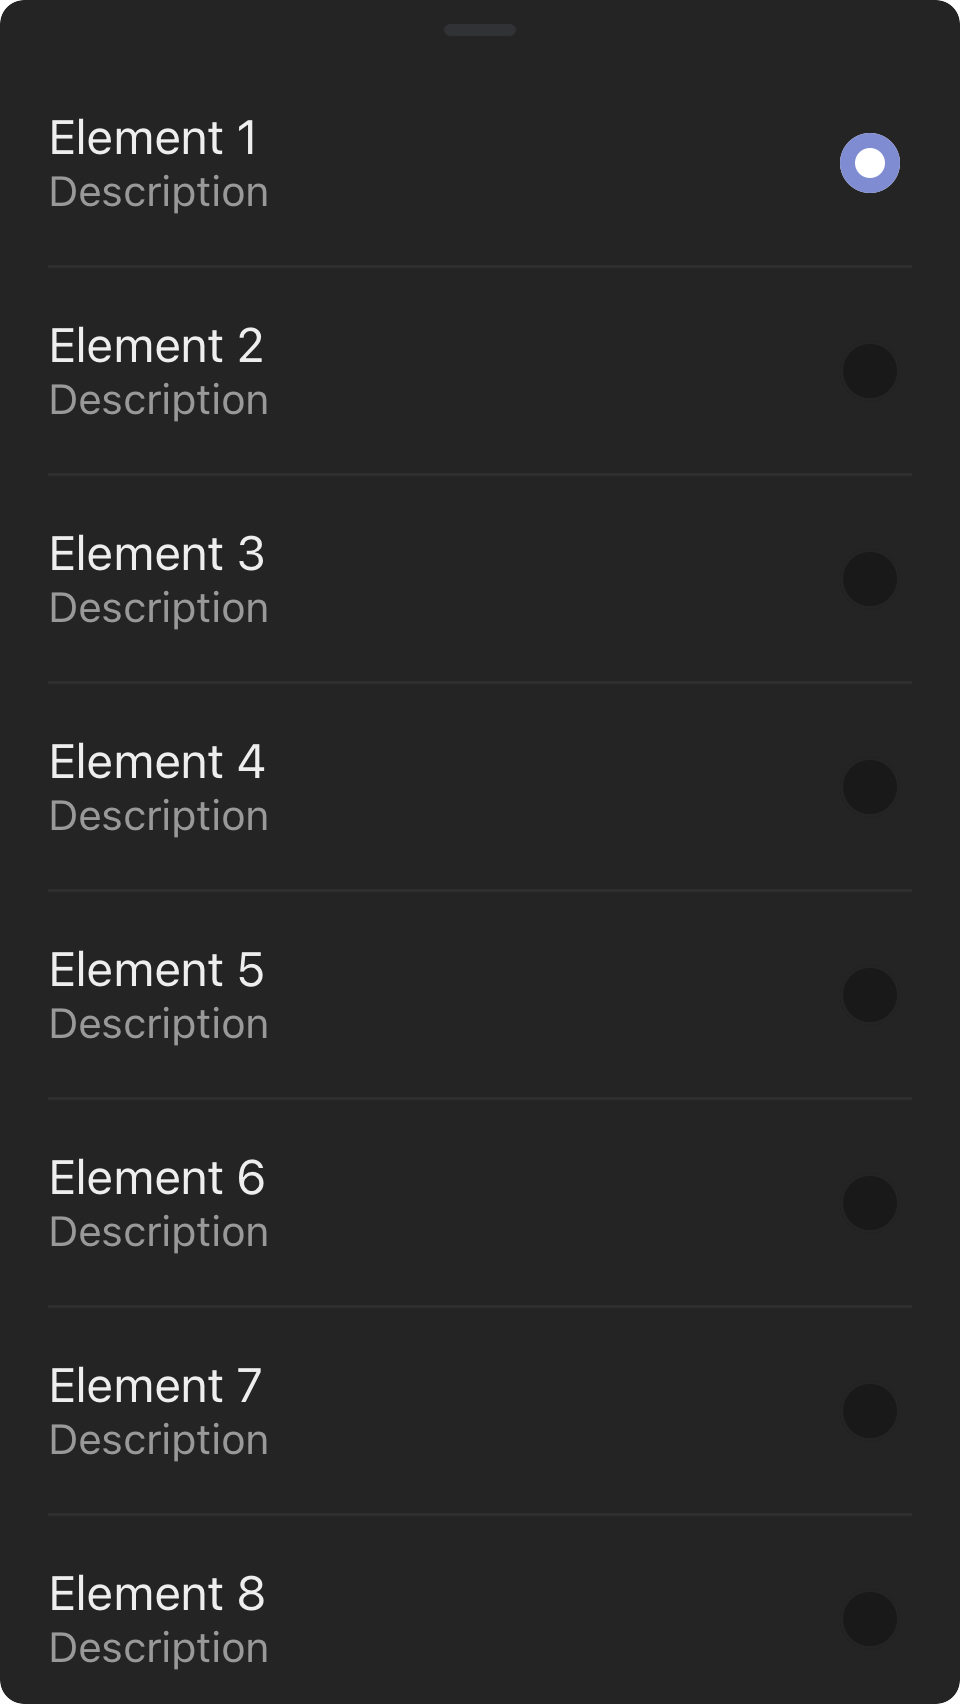 Element 1
Description
Element 2
Description
Element 3
Description
Element 4
Description
Element 5
Description
Element 6
Description
Element 7
Description
Element 8
Description